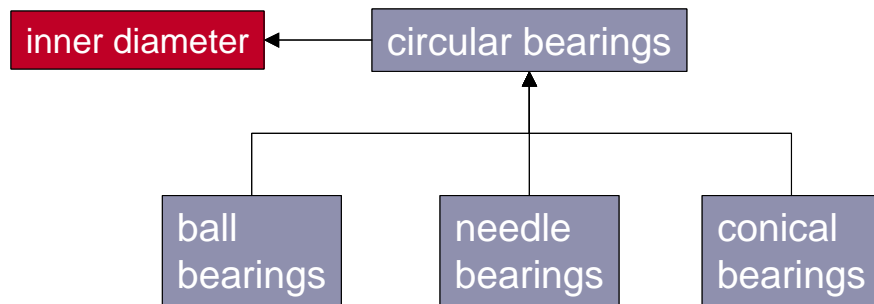 inner diameter
circular bearings
ball
bearings
needle
bearings
conical
bearings